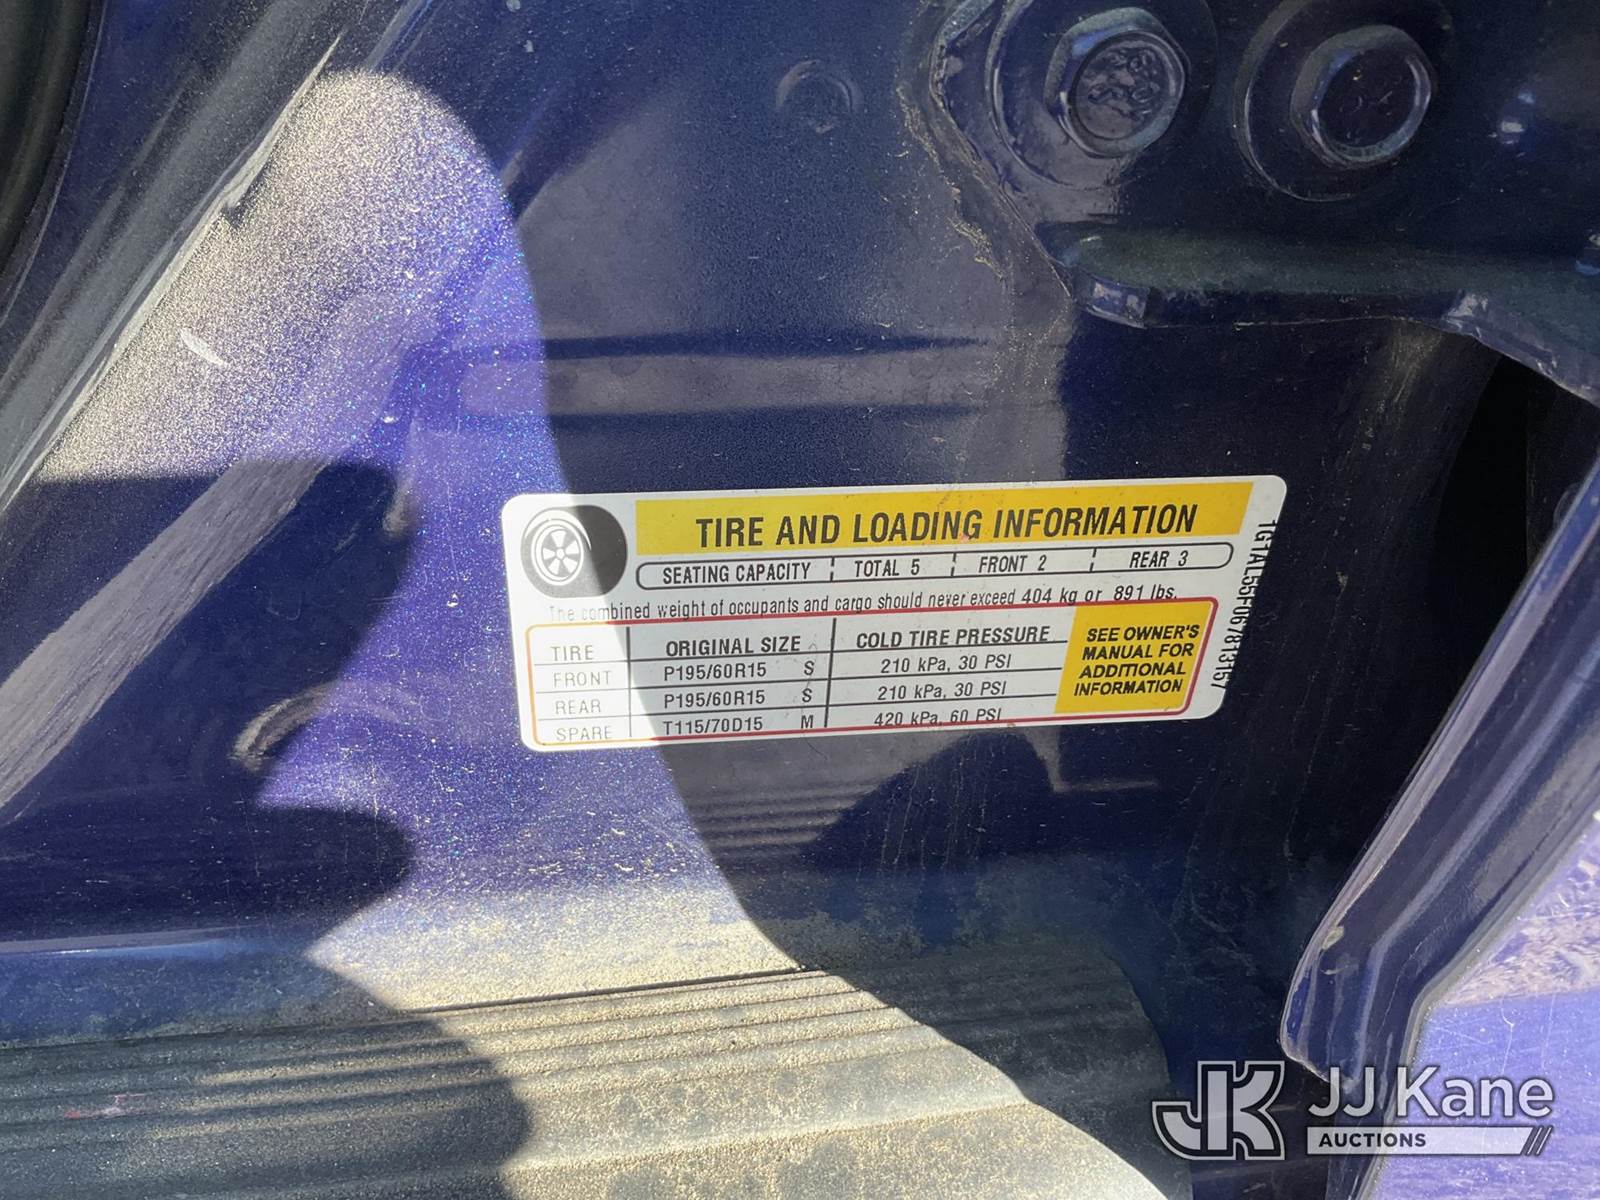 TIRE AND LOADING INFORMATION
SEATING CAPACITY TOTAL 5 FRONT 2 REAR 3
The combined weight of occupants and cargo should never exceed 404 kg or 891 lbs.
TIRE ORIGINAL SIZE COLD TIRE PRESSURE
FRONT P195/60R15 S 210 kPa, 30 PSI
REAR P195/60R15 S 210 kPa, 30 PSI
SPARE T115/70D15 M 420 kPa, 60 PSI
SEE OWNER'S
MANUAL FOR
ADDITIONAL
INFORMATION
1G1AL55F067813157
JK JJ Kane
AUCTIONS